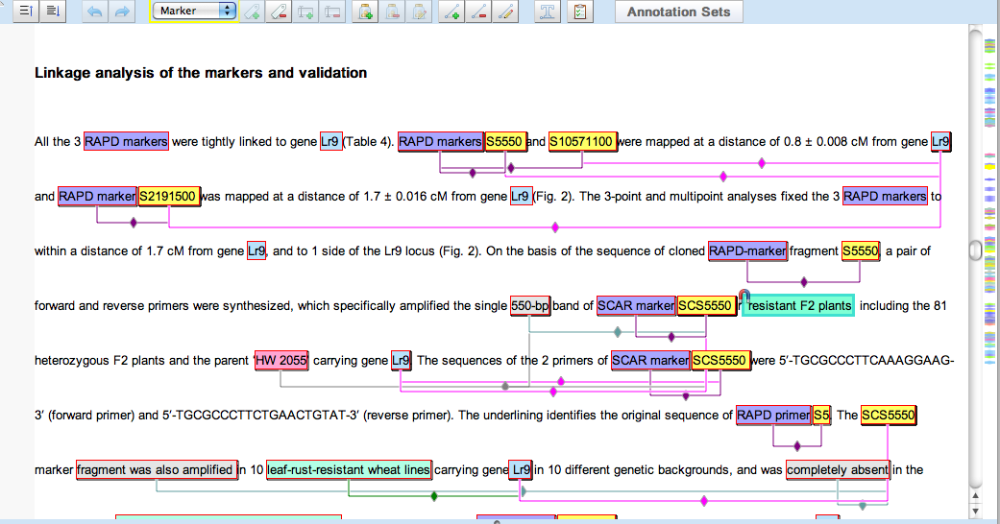 Marker
Annotation Sets
Linkage analysis of the markers and validation
All the 3 RAPD markers were tightly linked to gene Lr9 (Table 4). RAPD markers S5550 and S10571100 were mapped at a distance of 0.8 ± 0.008 cM from gene Lr9
and RAPD marker S2191500 was mapped at a distance of 1.7 ± 0.016 cM from gene Lr9 (Fig. 2). The 3-point and multipoint analyses fixed the 3 RAPD markers to
within a distance of 1.7 cM from gene Lr9, and to 1 side of the Lr9 locus (Fig. 2). On the basis of the sequence of cloned RAPD-marker fragment S5550, a pair of
forward and reverse primers were synthesized, which specifically amplified the single 550-bp band of SCAR marker SCS5550 resistant F2 plants including the 81
heterozygous F2 plants and the parent 'HW 2055' carrying gene Lr9. The sequences of the 2 primers of SCAR marker SCS5550 were 5′-TGCGCCCTTCAAAGGAAG-
3′ (forward primer) and 5′-TGCGCCCTTCTGAACTGTAT-3′ (reverse primer). The underlining identifies the original sequence of RAPD primer S5. The SCS5550
marker fragment was also amplified in 10 leaf-rust-resistant wheat lines carrying gene Lr9 in 10 different genetic backgrounds, and was completely absent in the